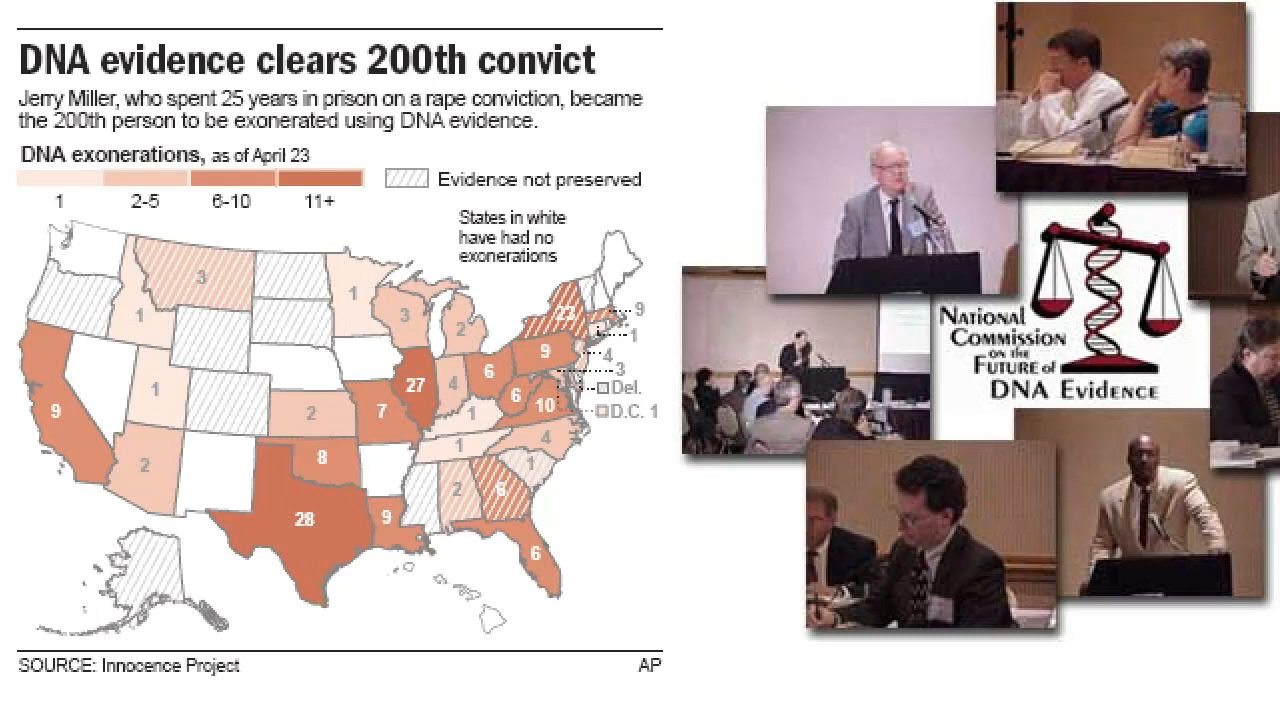 DNA evidence clears 200th convict
Jerry Miller, who spent 25 years in prison on a rape conviction, became
the 200th person to be exonerated using DNA evidence.
DNA exonerations, as of April 23
1
2-5
6-10
11+
Evidence not preserved
States in white
have had no
exonerations
3
1
1
3
2
23
9
1
9
4
3
Del.
D.C. 1
9
1
2
2
7
27
4
6
6
10
1
1
4
8
1
2
6
28
9
6
SOURCE: Innocence Project
AP
NATIONAL
COMMISSION
ON THE
FUTURE of
DNA EVIDENCE